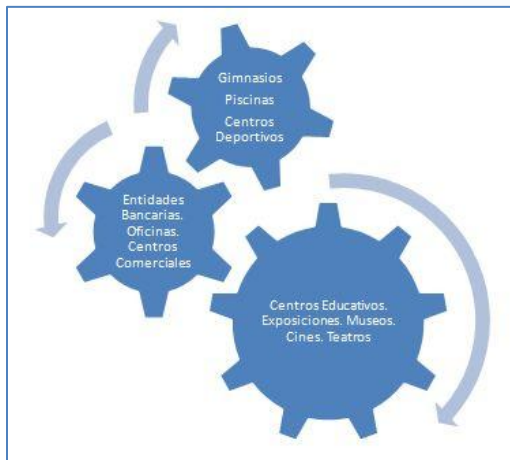 Gimnasios
Piscinas
Centros
Deportivos
Entidades
Bancarias.
Oficinas.
Centros
Comerciales
Centros Educativos.
Exposiciones. Museos.
Cines. Teatros